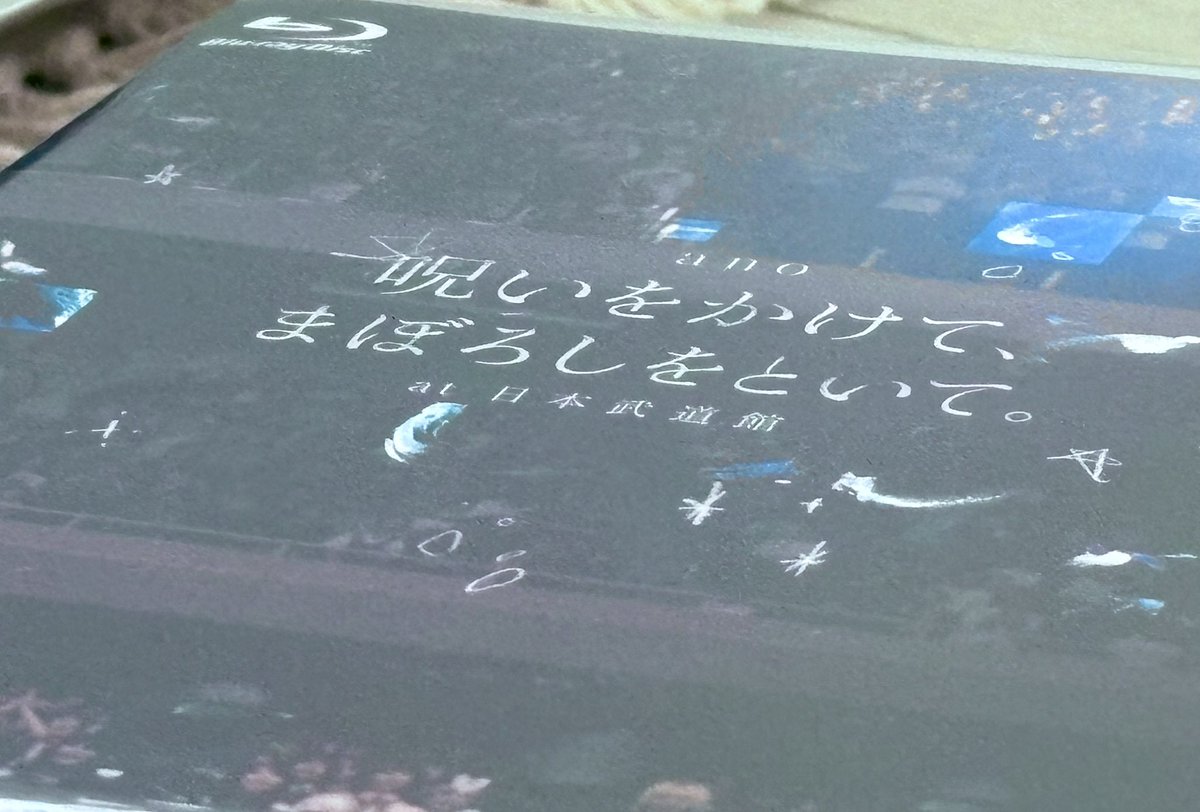 Blu-ray Disc
ano
呪いをかけて、
まぼろしをといて。
at 日本武道館